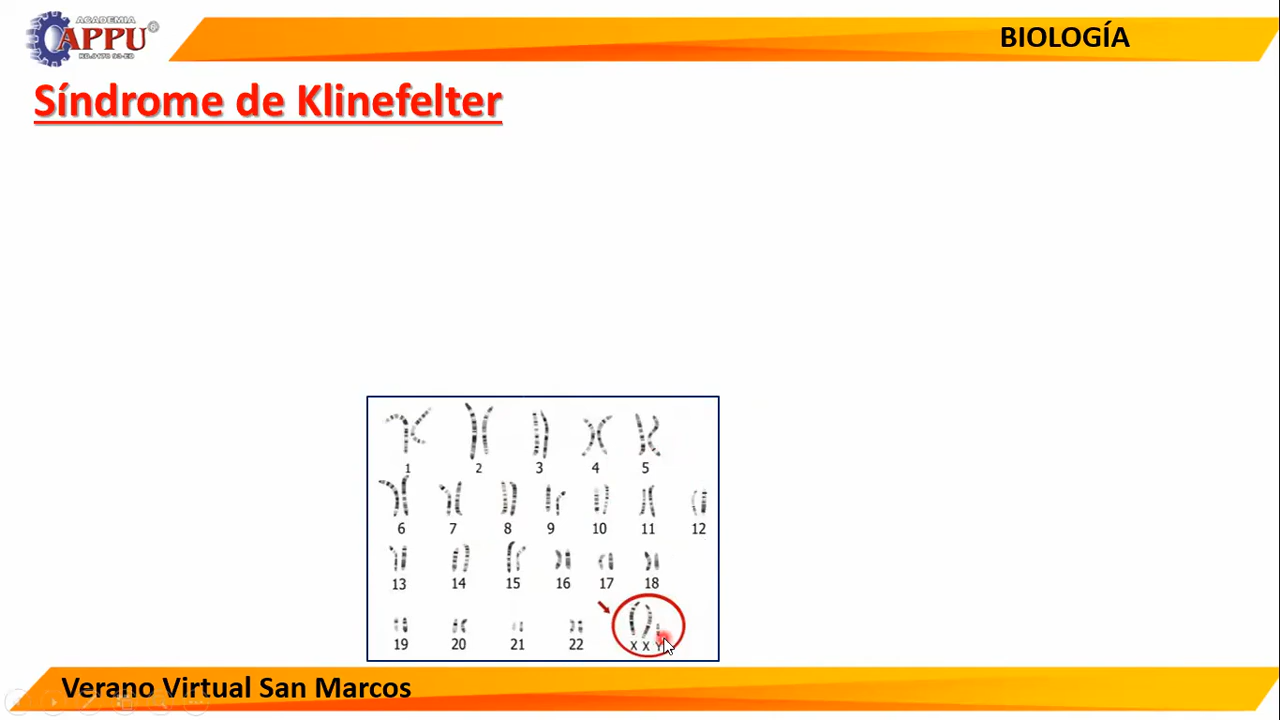 ACADEMIA
APPU
BIOLOGÍA
Síndrome de Klinefelter
1 2 3 4 5
6 7 8 9 10 11 12
13 14 15 16 17 18
19 20 21 22 X X Y
Verano Virtual San Marcos